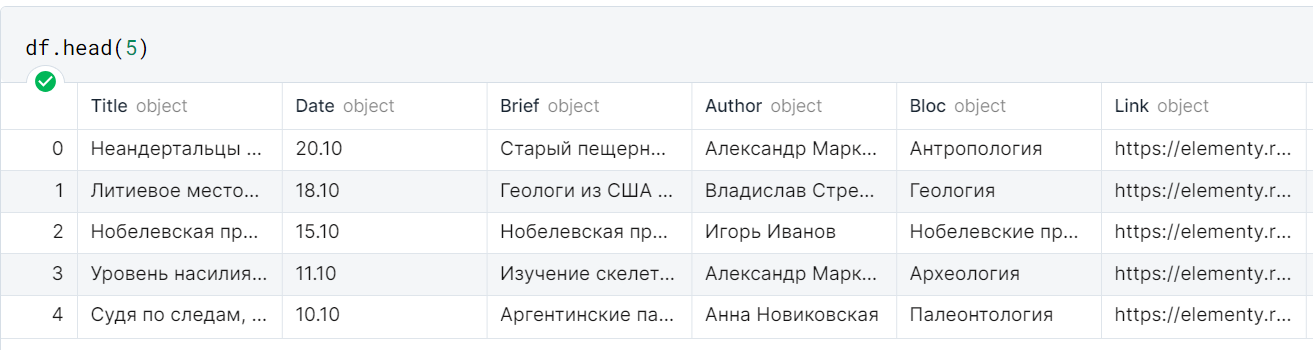 df.head(5)
Title object Date object Brief object Author object Bloc object Link object
0 Неандертальцы ... 20.10 Старый пещерн... Александр Марк... Антропология https://elementy.r...
1 Литиевое место... 18.10 Геологи из США ... Владислав Стре... Геология https://elementy.r...
2 Нобелевская пр... 15.10 Нобелевская пр... Игорь Иванов Нобелевские пр... https://elementy.r...
3 Уровень насилия... 11.10 Изучение скелет... Александр Марк... Археология https://elementy.r...
4 Судя по следам, ... 10.10 Аргентинские па... Анна Новиковская Палеонтология https://elementy.r...